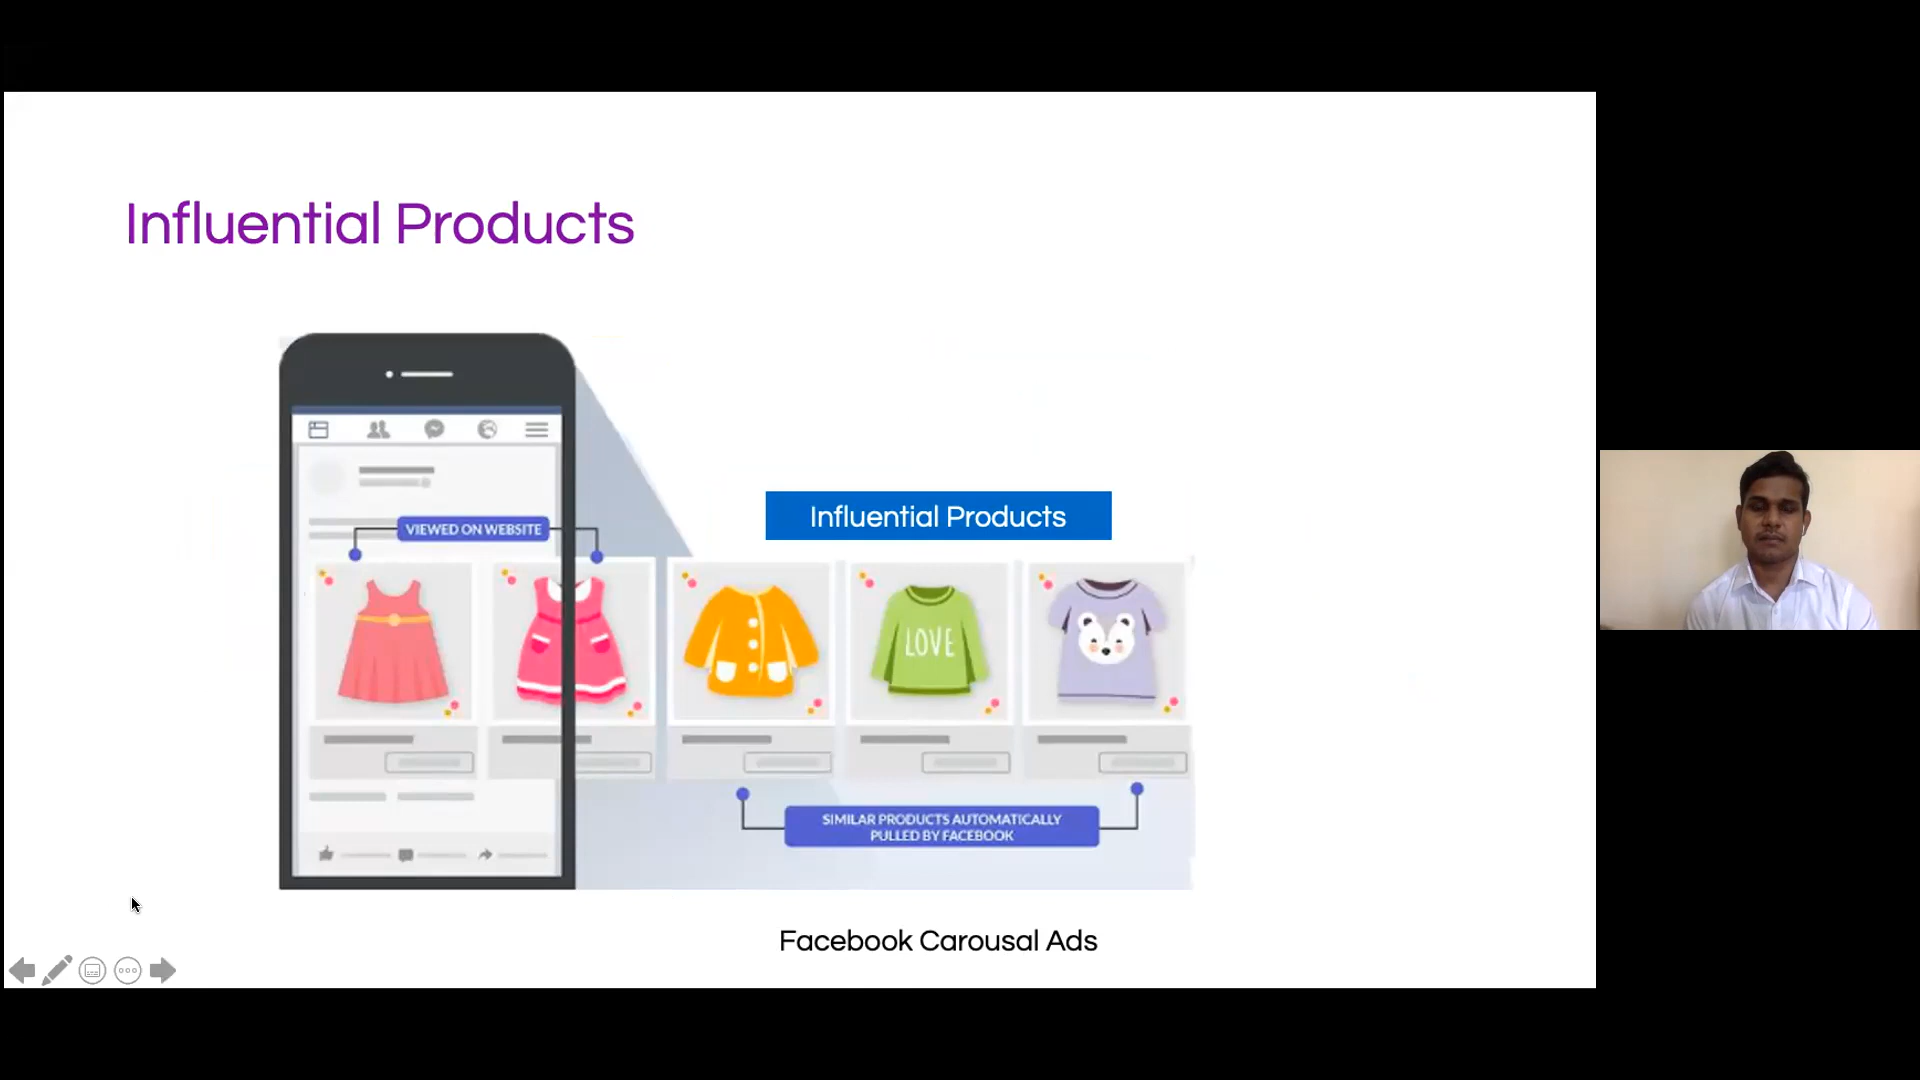 Influential Products
VIEWED ON WEBSITE
Influential Products
LOVE
SIMILAR PRODUCTS AUTOMATICALLY
PULLED BY FACEBOOK
Facebook Carousal Ads